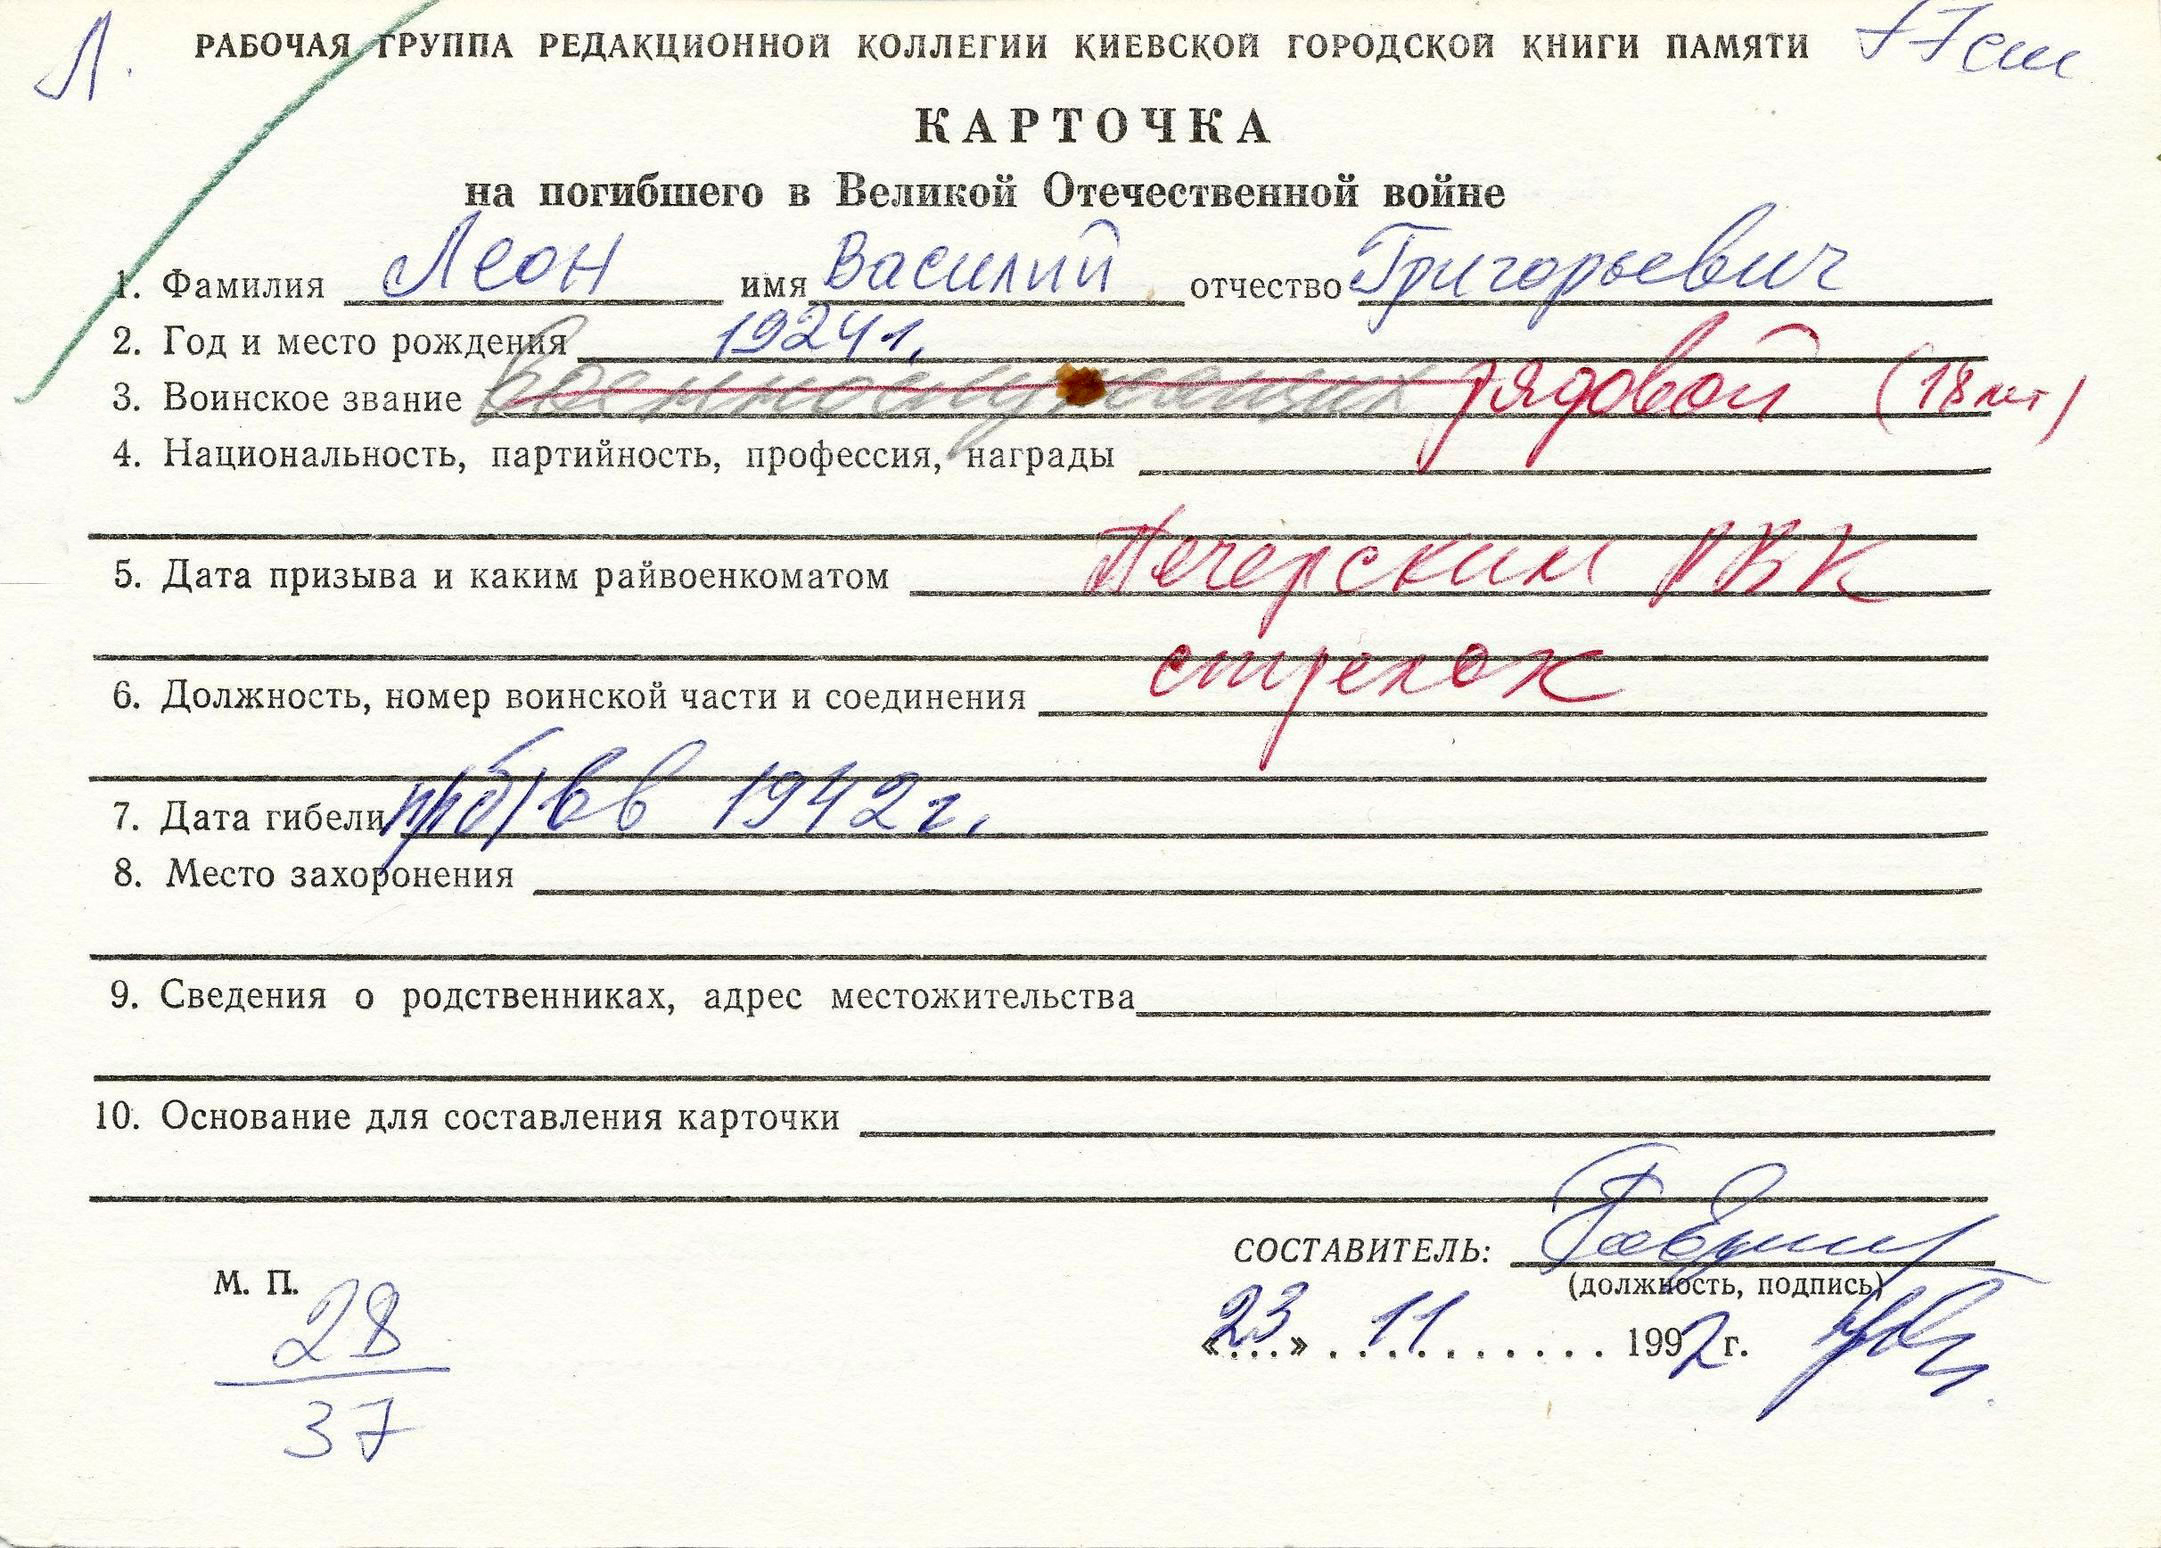 Л.
РАБОЧАЯ ГРУППА РЕДАКЦИОННОЙ КОЛЛЕГИИ КИЕВСКОЙ ГОРОДСКОЙ КНИГИ ПАМЯТИ
КАРТОЧКА
на погибшего в Великой Отечественной войне
1. Фамилия Леон имя Василий отчество Григорьевич
2. Год и место рождения 1924 г.
3. Воинское звание военнослужащий рядовой (18 лет)
4. Национальность, партийность, профессия, награды
5. Дата призыва и каким райвоенкоматом Печерским РВК
стрелок
6. Должность, номер воинской части и соединения
7. Дата гибели в 1942 г.
8. Место захоронения
9. Сведения о родственниках, адрес местожительства
10. Основание для составления карточки
СОСТАВИТЕЛЬ:
(должность, подпись)
М. П.
«23» 11 1992 г.
28
37